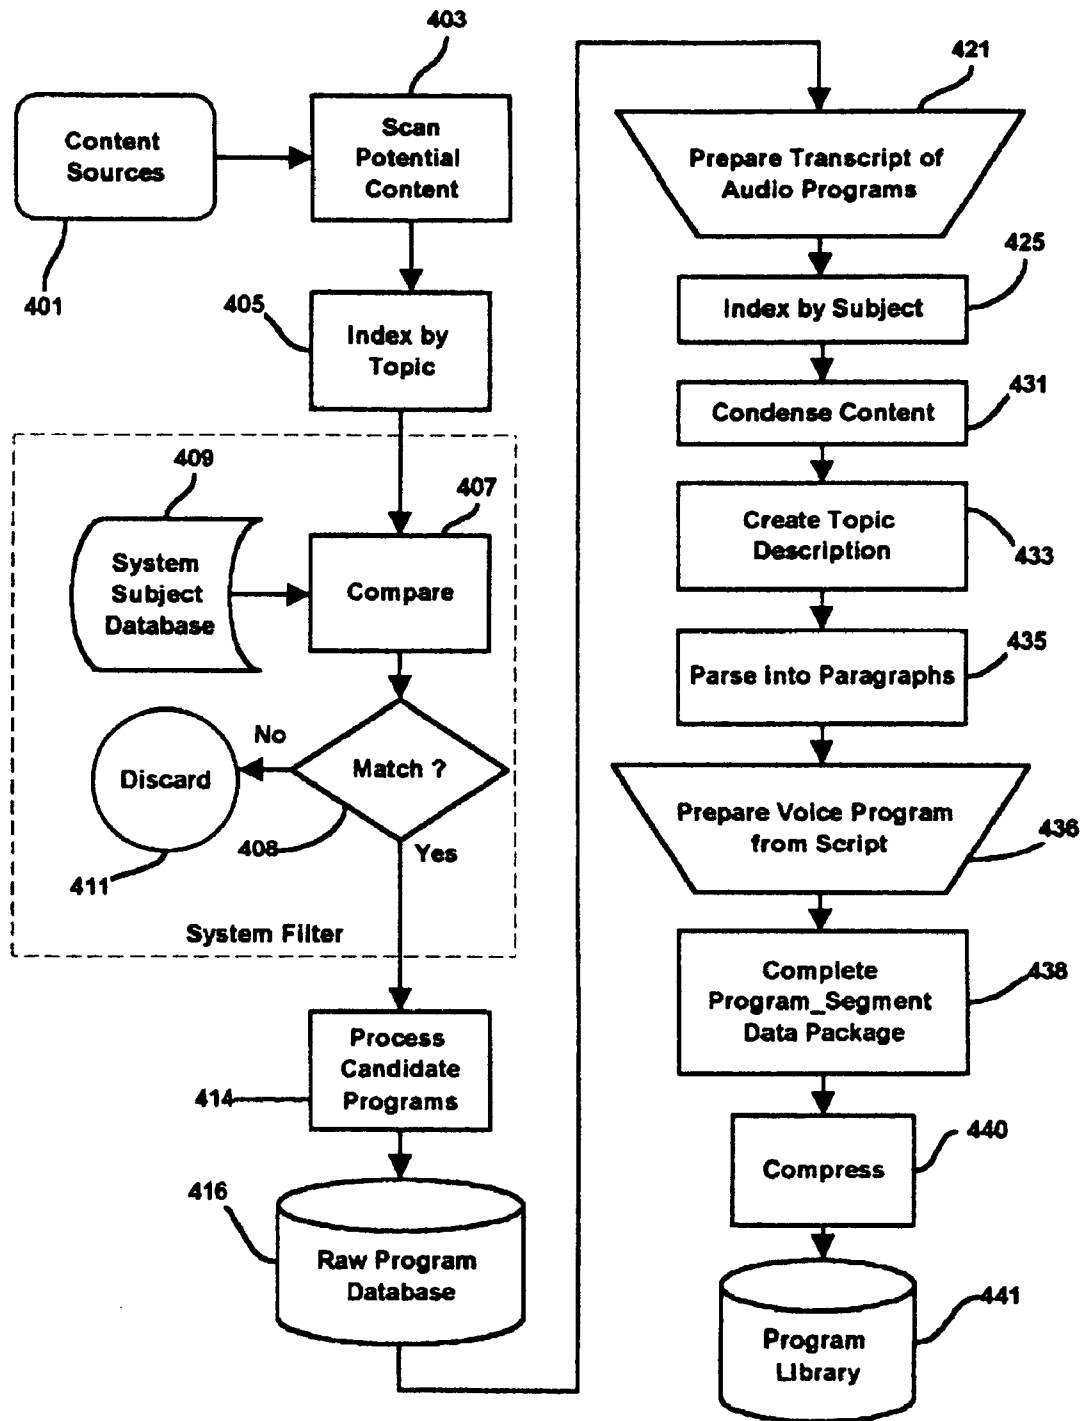 403
Content
Sources
401
Scan
Potential
Content
405
Index by
Topic
409
407
System
Subject
Database
Compare
No
Discard
Match ?
408
Yes
411
System Filter
Process
Candidate
Programs
414
416
Raw Program
Database
421
Prepare Transcript of
Audio Programs
425
Index by Subject
431
Condense Content
Create Topic
Description
433
435
Parse into Paragraphs
Prepare Voice Program
from Script
436
Complete
Program_Segment
Data Package
438
440
Compress
441
Program
Library